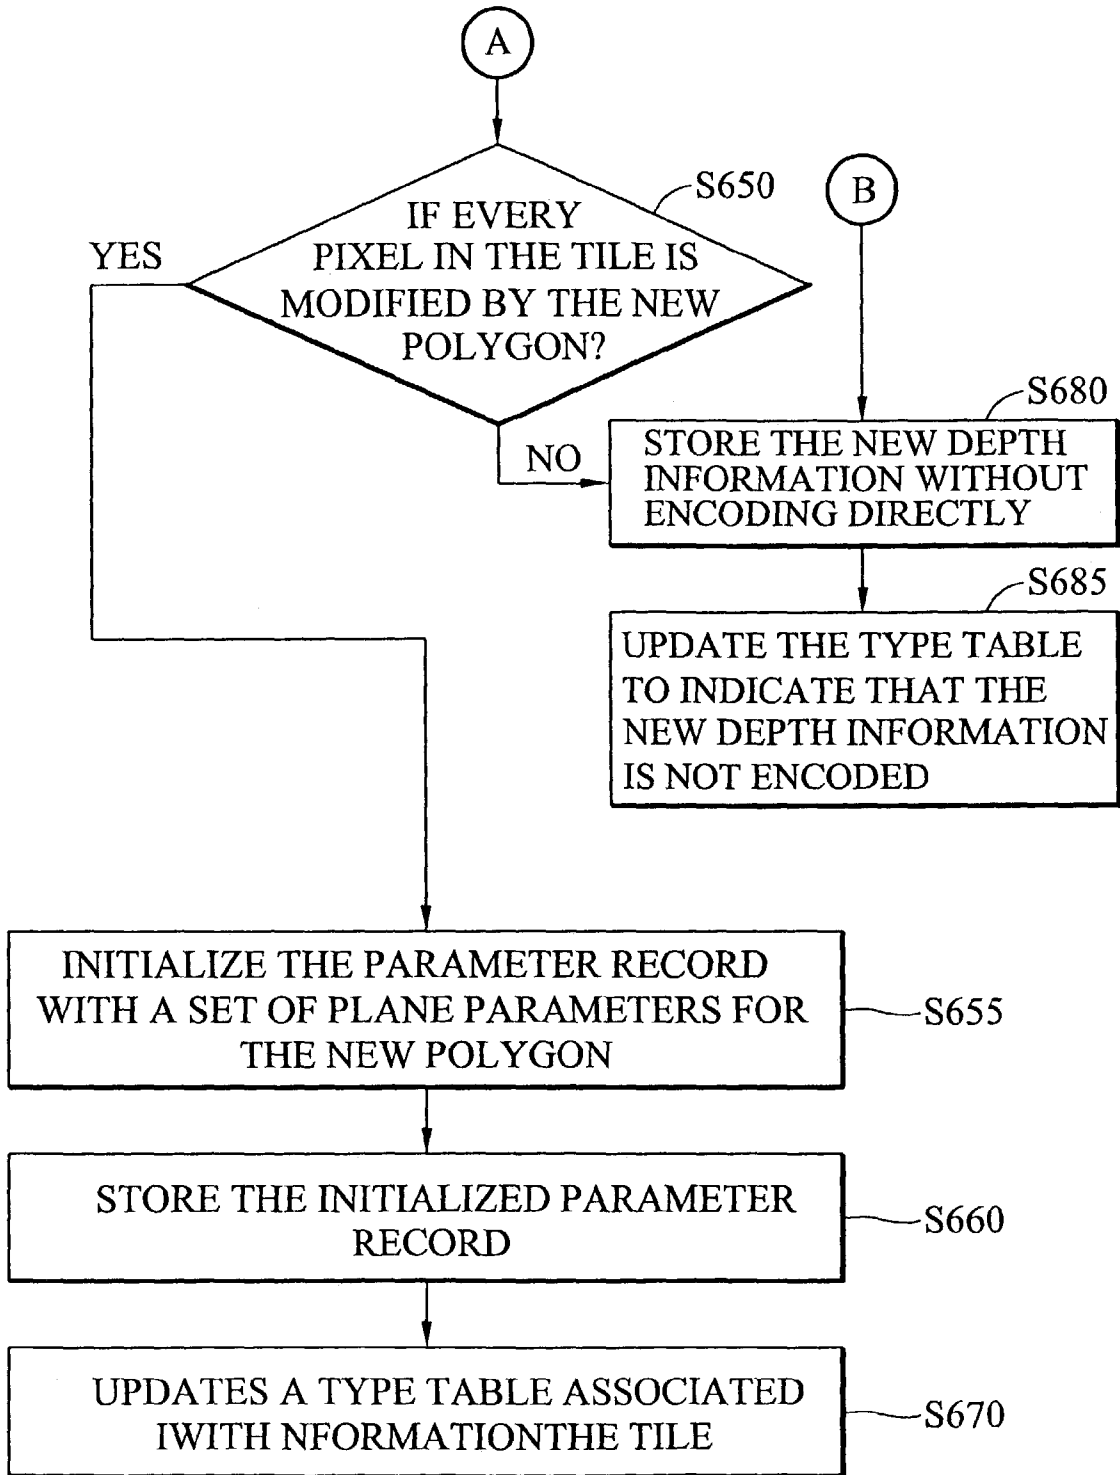 A
S650
B
IF EVERY
PIXEL IN THE TILE IS
MODIFIED BY THE NEW
POLYGON?
YES
NO
S680
STORE THE NEW DEPTH
INFORMATION WITHOUT
ENCODING DIRECTLY
S685
UPDATE THE TYPE TABLE
TO INDICATE THAT THE
NEW DEPTH INFORMATION
IS NOT ENCODED
INITIALIZE THE PARAMETER RECORD
WITH A SET OF PLANE PARAMETERS FOR
THE NEW POLYGON
S655
STORE THE INITIALIZED PARAMETER
RECORD
S660
UPDATES A TYPE TABLE ASSOCIATED
IWITH NFORMATIONTHE TILE
S670